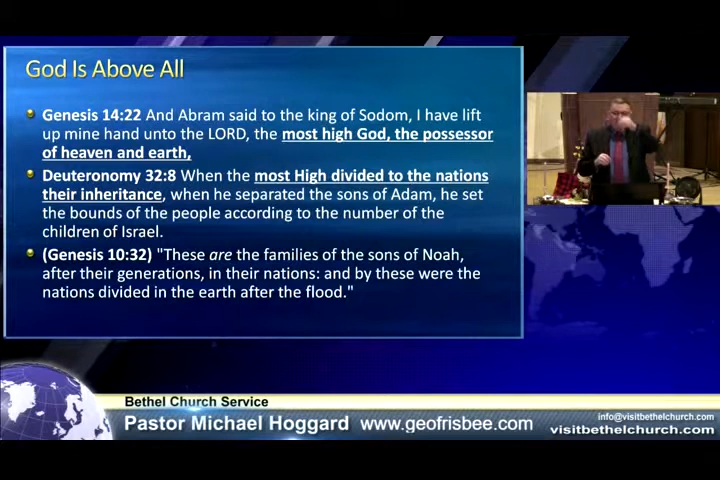 God Is Above All
Genesis 14:22 And Abram said to the king of Sodom, I have lift
up mine hand unto the LORD, the most high God, the possessor
of heaven and earth,
Deuteronomy 32:8 When the most High divided to the nations
their inheritance, when he separated the sons of Adam, he set
the bounds of the people according to the number of the
children of Israel.
(Genesis 10:32) "These are the families of the sons of Noah,
after their generations, in their nations: and by these were the
nations divided in the earth after the flood."
Bethel Church Service
Pastor Michael Hoggard www.geofrisbee.com
info@visitbethelchurch.com
visitbethelchurch.com